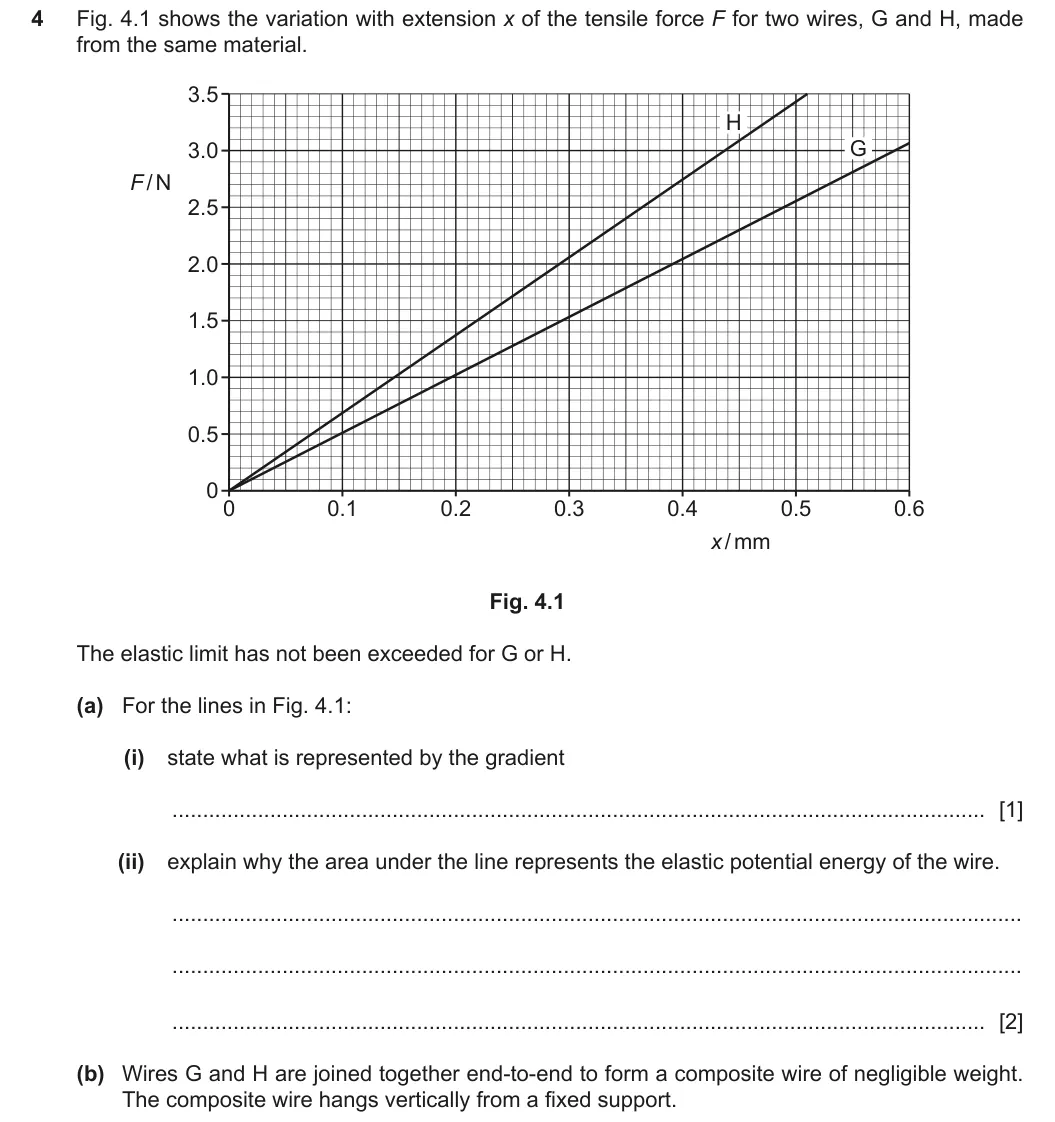 4 Fig. 4.1 shows the variation with extension x of the tensile force F for two wires, G and H, made
from the same material.
3.5
H
3.0
G
F/N
2.5
2.0
1.5
1.0
0.5
0
0 0.1 0.2 0.3 0.4 0.5 0.6
x/mm
Fig. 4.1
The elastic limit has not been exceeded for G or H.
(a) For the lines in Fig. 4.1:
(i) state what is represented by the gradient
.................................................................................................................................... [1]
(ii) explain why the area under the line represents the elastic potential energy of the wire.
..........................................................................................................................................
..........................................................................................................................................
.................................................................................................................................... [2]
(b) Wires G and H are joined together end-to-end to form a composite wire of negligible weight.
The composite wire hangs vertically from a fixed support.